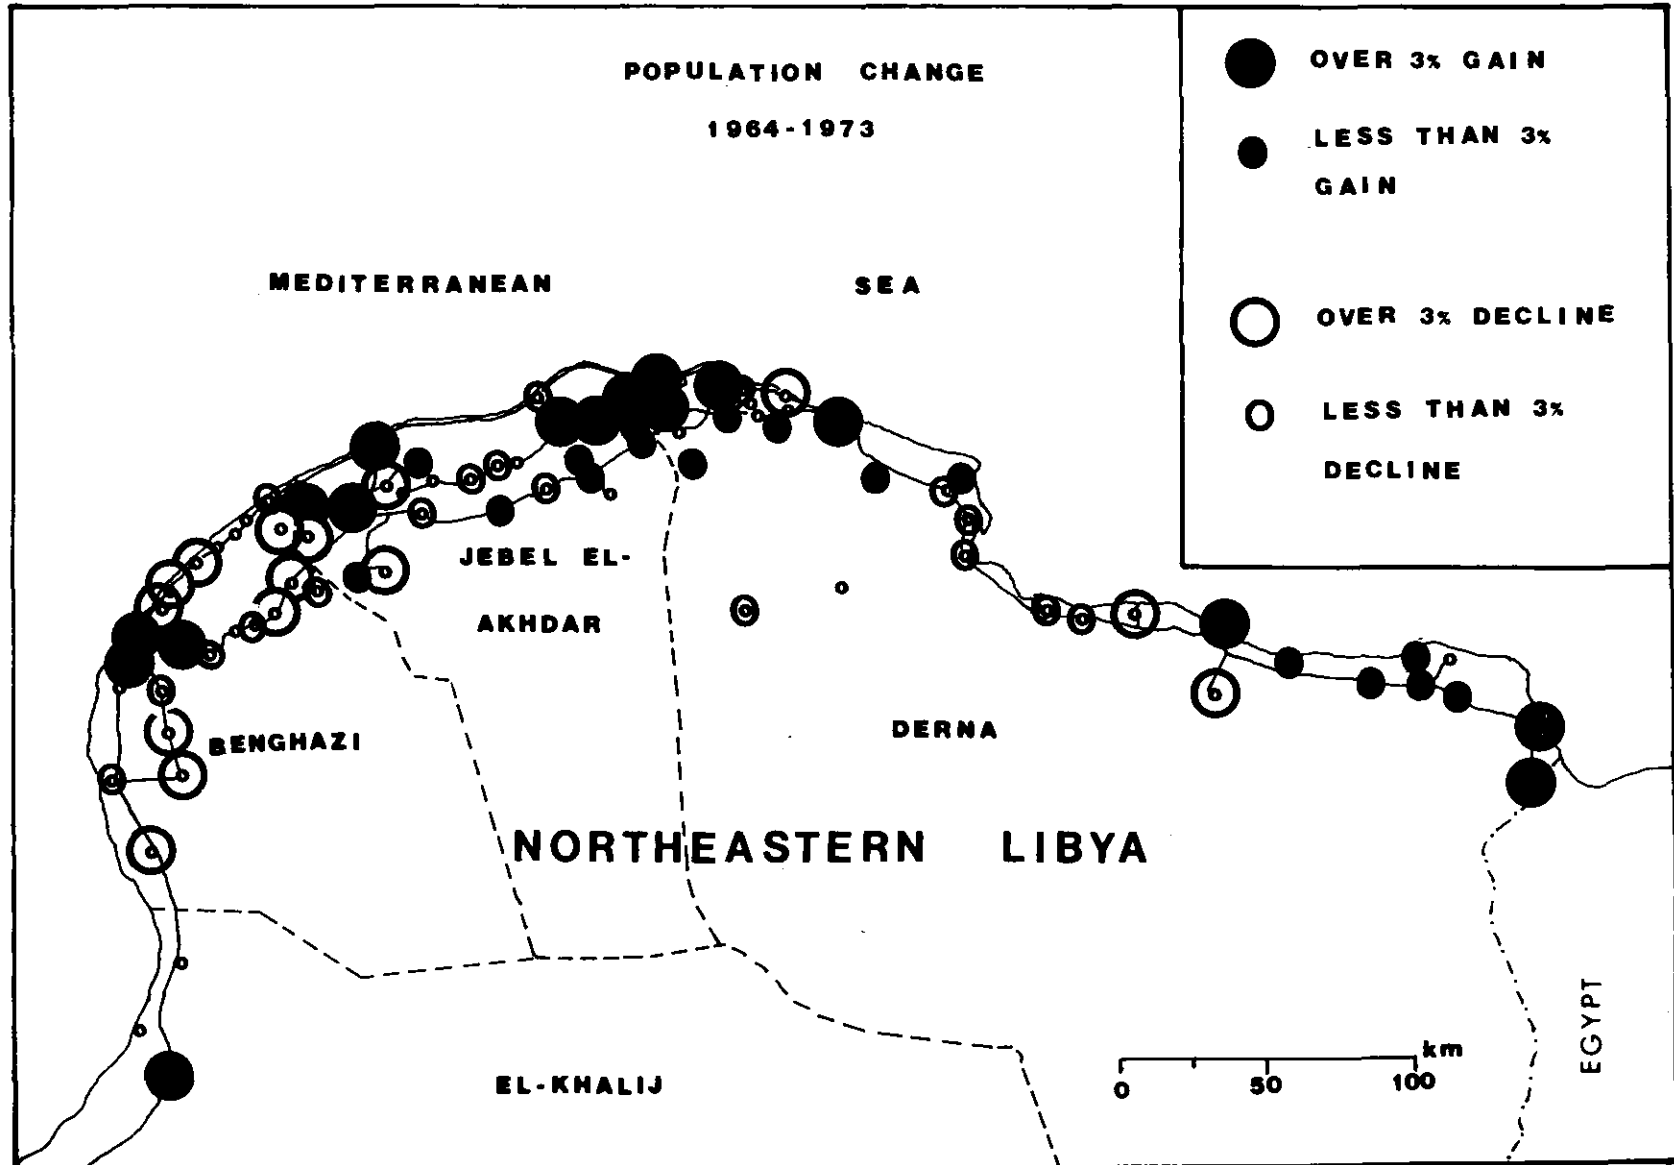 POPULATION CHANGE
1964-1973
OVER 3% GAIN
LESS THAN 3%
GAIN
OVER 3% DECLINE
LESS THAN 3%
DECLINE
MEDITERRANEAN SEA
JEBEL EL-
AKHDAR
BENGHAZI
DERNA
NORTHEASTERN LIBYA
EL-KHALIJ
EGYPT
km
0 50 100